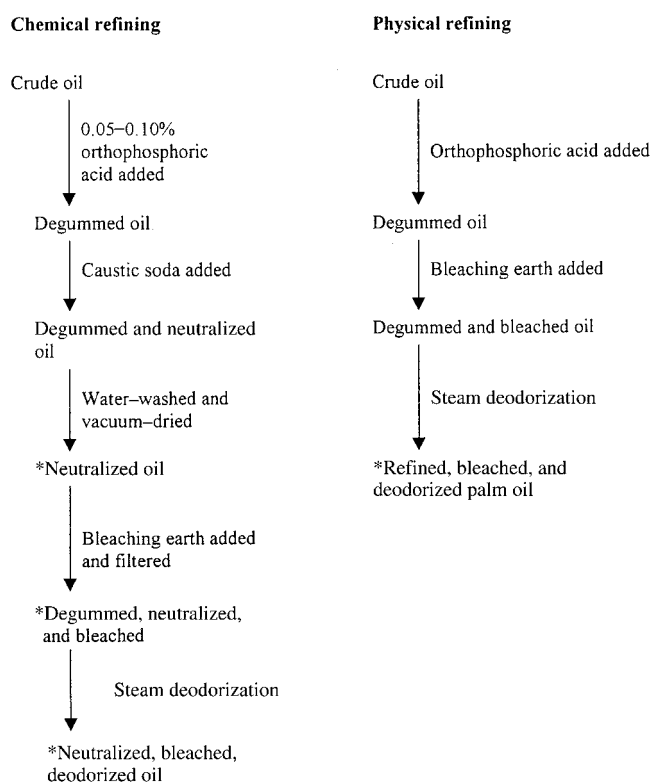 Chemical refining
Crude oil
0.05–0.10%
orthophosphoric
acid added
Degummed oil
Caustic soda added
Degummed and neutralized
oil
Water–washed and
vacuum–dried
*Neutralized oil
Bleaching earth added
and filtered
*Degummed, neutralized,
and bleached
Steam deodorization
*Neutralized, bleached,
deodorized oil
Physical refining
Crude oil
Orthophosphoric acid added
Degummed oil
Bleaching earth added
Degummed and bleached oil
Steam deodorization
*Refined, bleached, and
deodorized palm oil